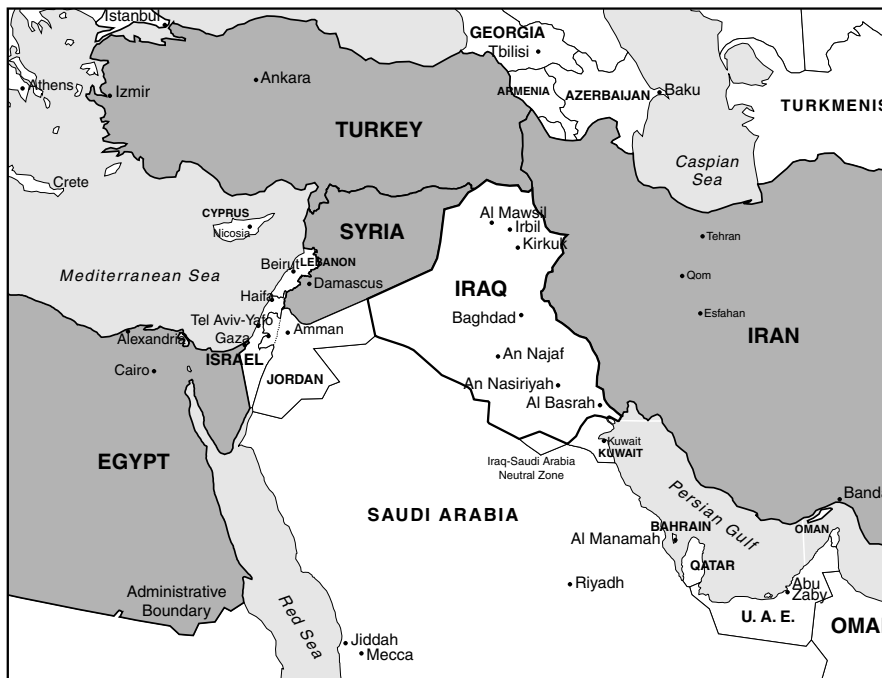 Istanbul
GEORGIA
Tbilisi
Athens
Izmir
Ankara
ARMENIA
AZERBAIJAN
Baku
TURKMENIS
TURKEY
Caspian
Sea
Crete
CYPRUS
Nicosia
SYRIA
Al Mawsil
Irbil
Kirkuk
Tehran
Mediterranean Sea
Beirut
LEBANON
Damascus
IRAQ
Qom
Haifa
Tel Aviv-Yafo
Baghdad
Esfahan
Alexandria
Gaza
Amman
IRAN
ISRAEL
Cairo
JORDAN
An Najaf
An Nasiriyah
Al Basrah
Kuwait
KUWAIT
EGYPT
Iraq-Saudi Arabia
Neutral Zone
Persian Gulf
Banda
SAUDI ARABIA
BAHRAIN
OMAN
Al Manamah
QATAR
Administrative
Boundary
Riyadh
Abu
Zaby
U. A. E.
OMAN
Red Sea
Jiddah
Mecca